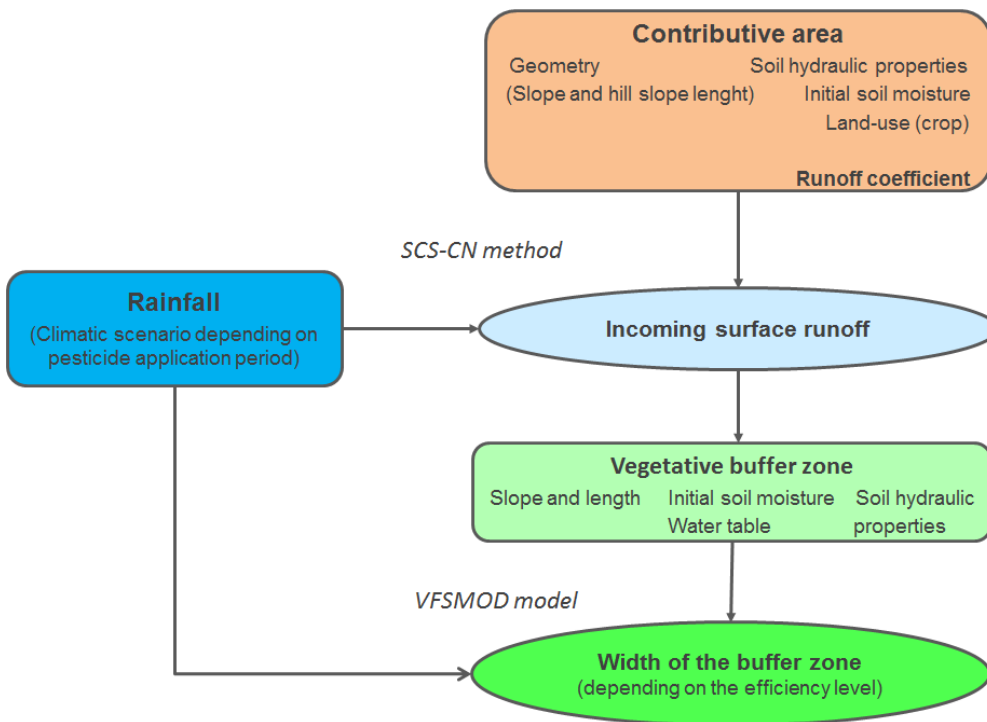 Contributive area
Geometry Soil hydraulic properties
(Slope and hill slope lenght) Initial soil moisture
Land-use (crop)
Runoff coefficient
SCS-CN method
Rainfall
(Climatic scenario depending on
pesticide application period)
Incoming surface runoff
Vegetative buffer zone
Slope and length Initial soil moisture Soil hydraulic
Water table properties
VFSMOD model
Width of the buffer zone
(depending on the efficiency level)